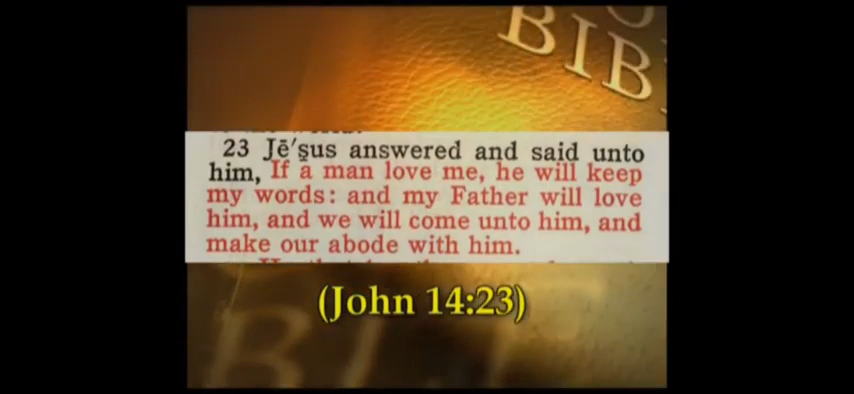 BIB
23 Jē′ṣus answered and said unto
him, If a man love me, he will keep
my words: and my Father will love
him, and we will come unto him, and
make our abode with him.
(John 14:23)